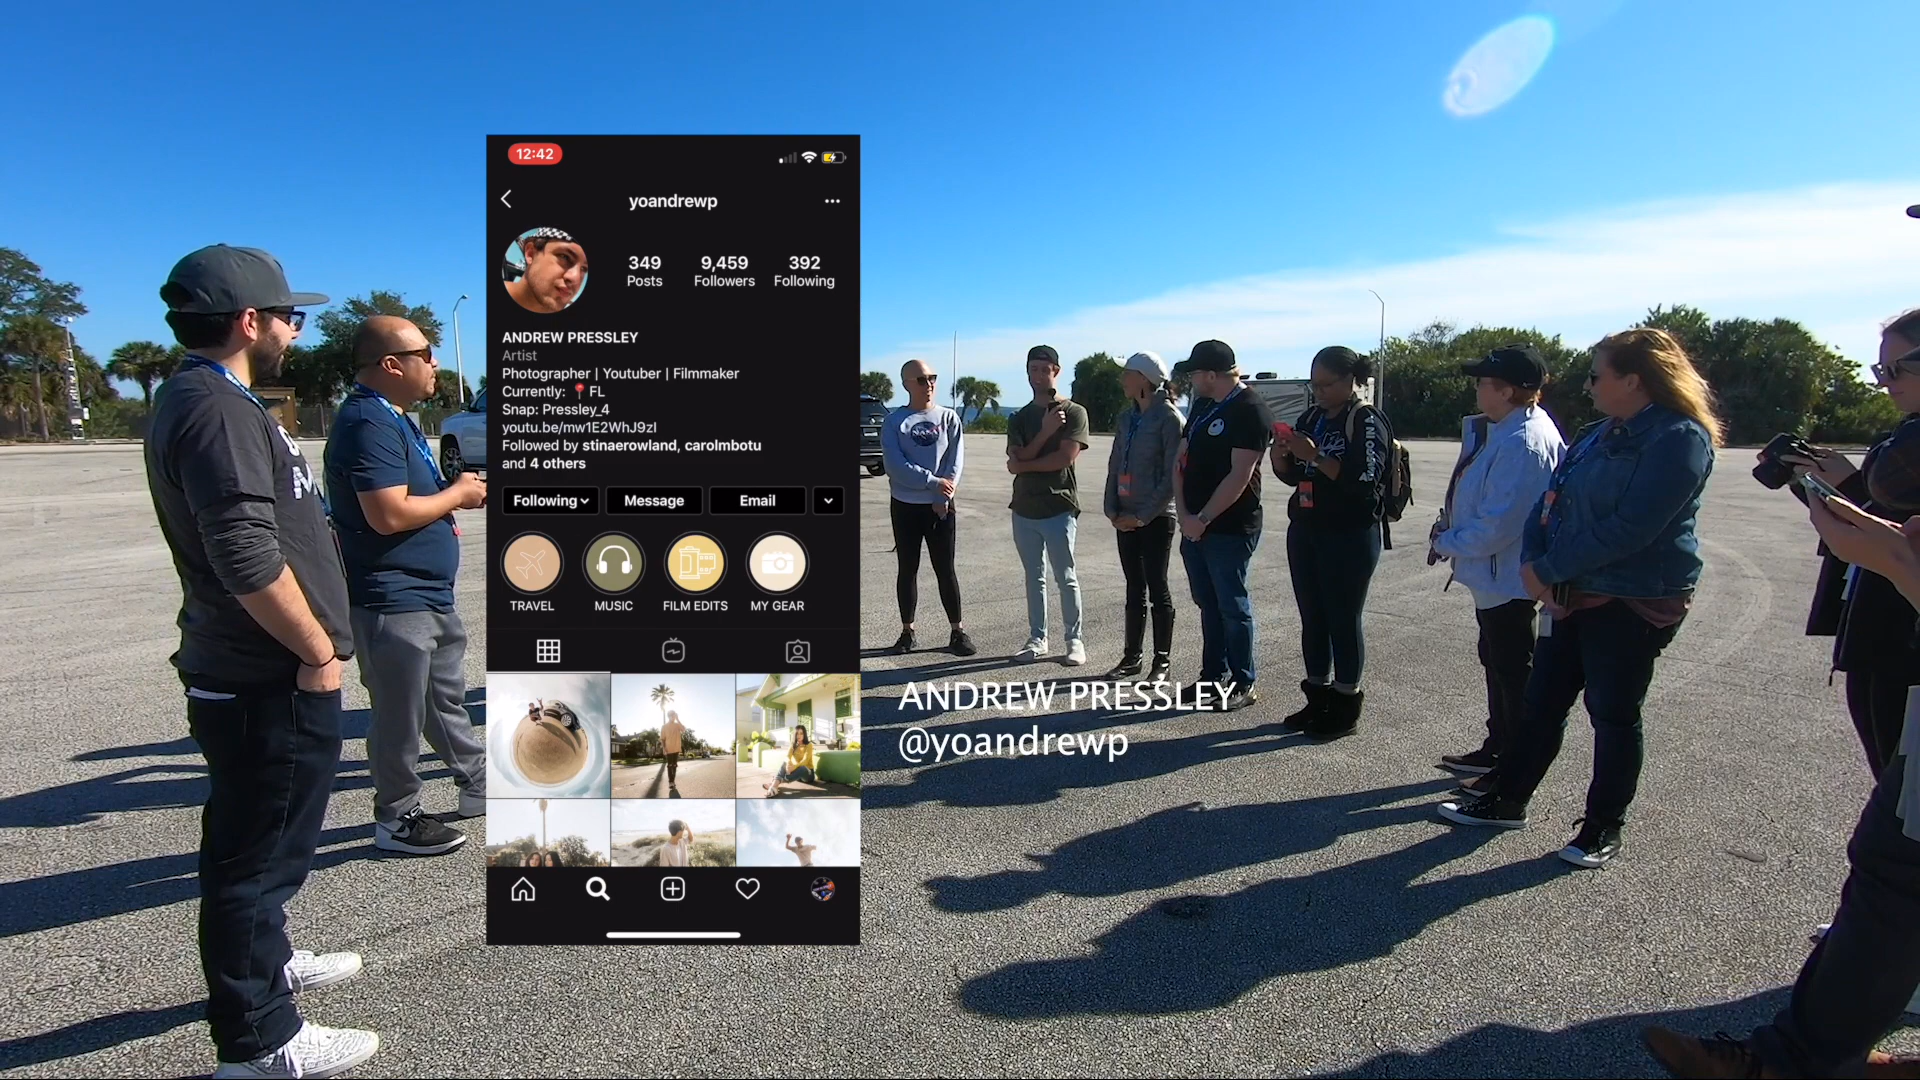 12:42
yoandrewp
349 9,459 392
Posts Followers Following
ANDREW PRESSLEY
Artist
Photographer | Youtuber | Filmmaker
Currently: 📍 FL
Snap: Pressley_4
youtu.be/mw1E2WhJ9zI
Followed by stinaerowland, carolmbotu
and 4 others
Following Message Email
TRAVEL MUSIC FILM EDITS MY GEAR
ANDREW PRESSLEY
@yoandrewp
NASA